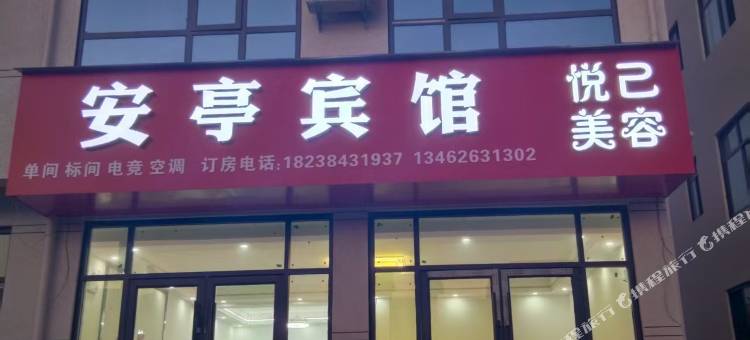 安亭宾馆
悦己
美容
单间 标间 电竞 空调 订房电话:18238431937 13462631302
携程旅行
携程旅行